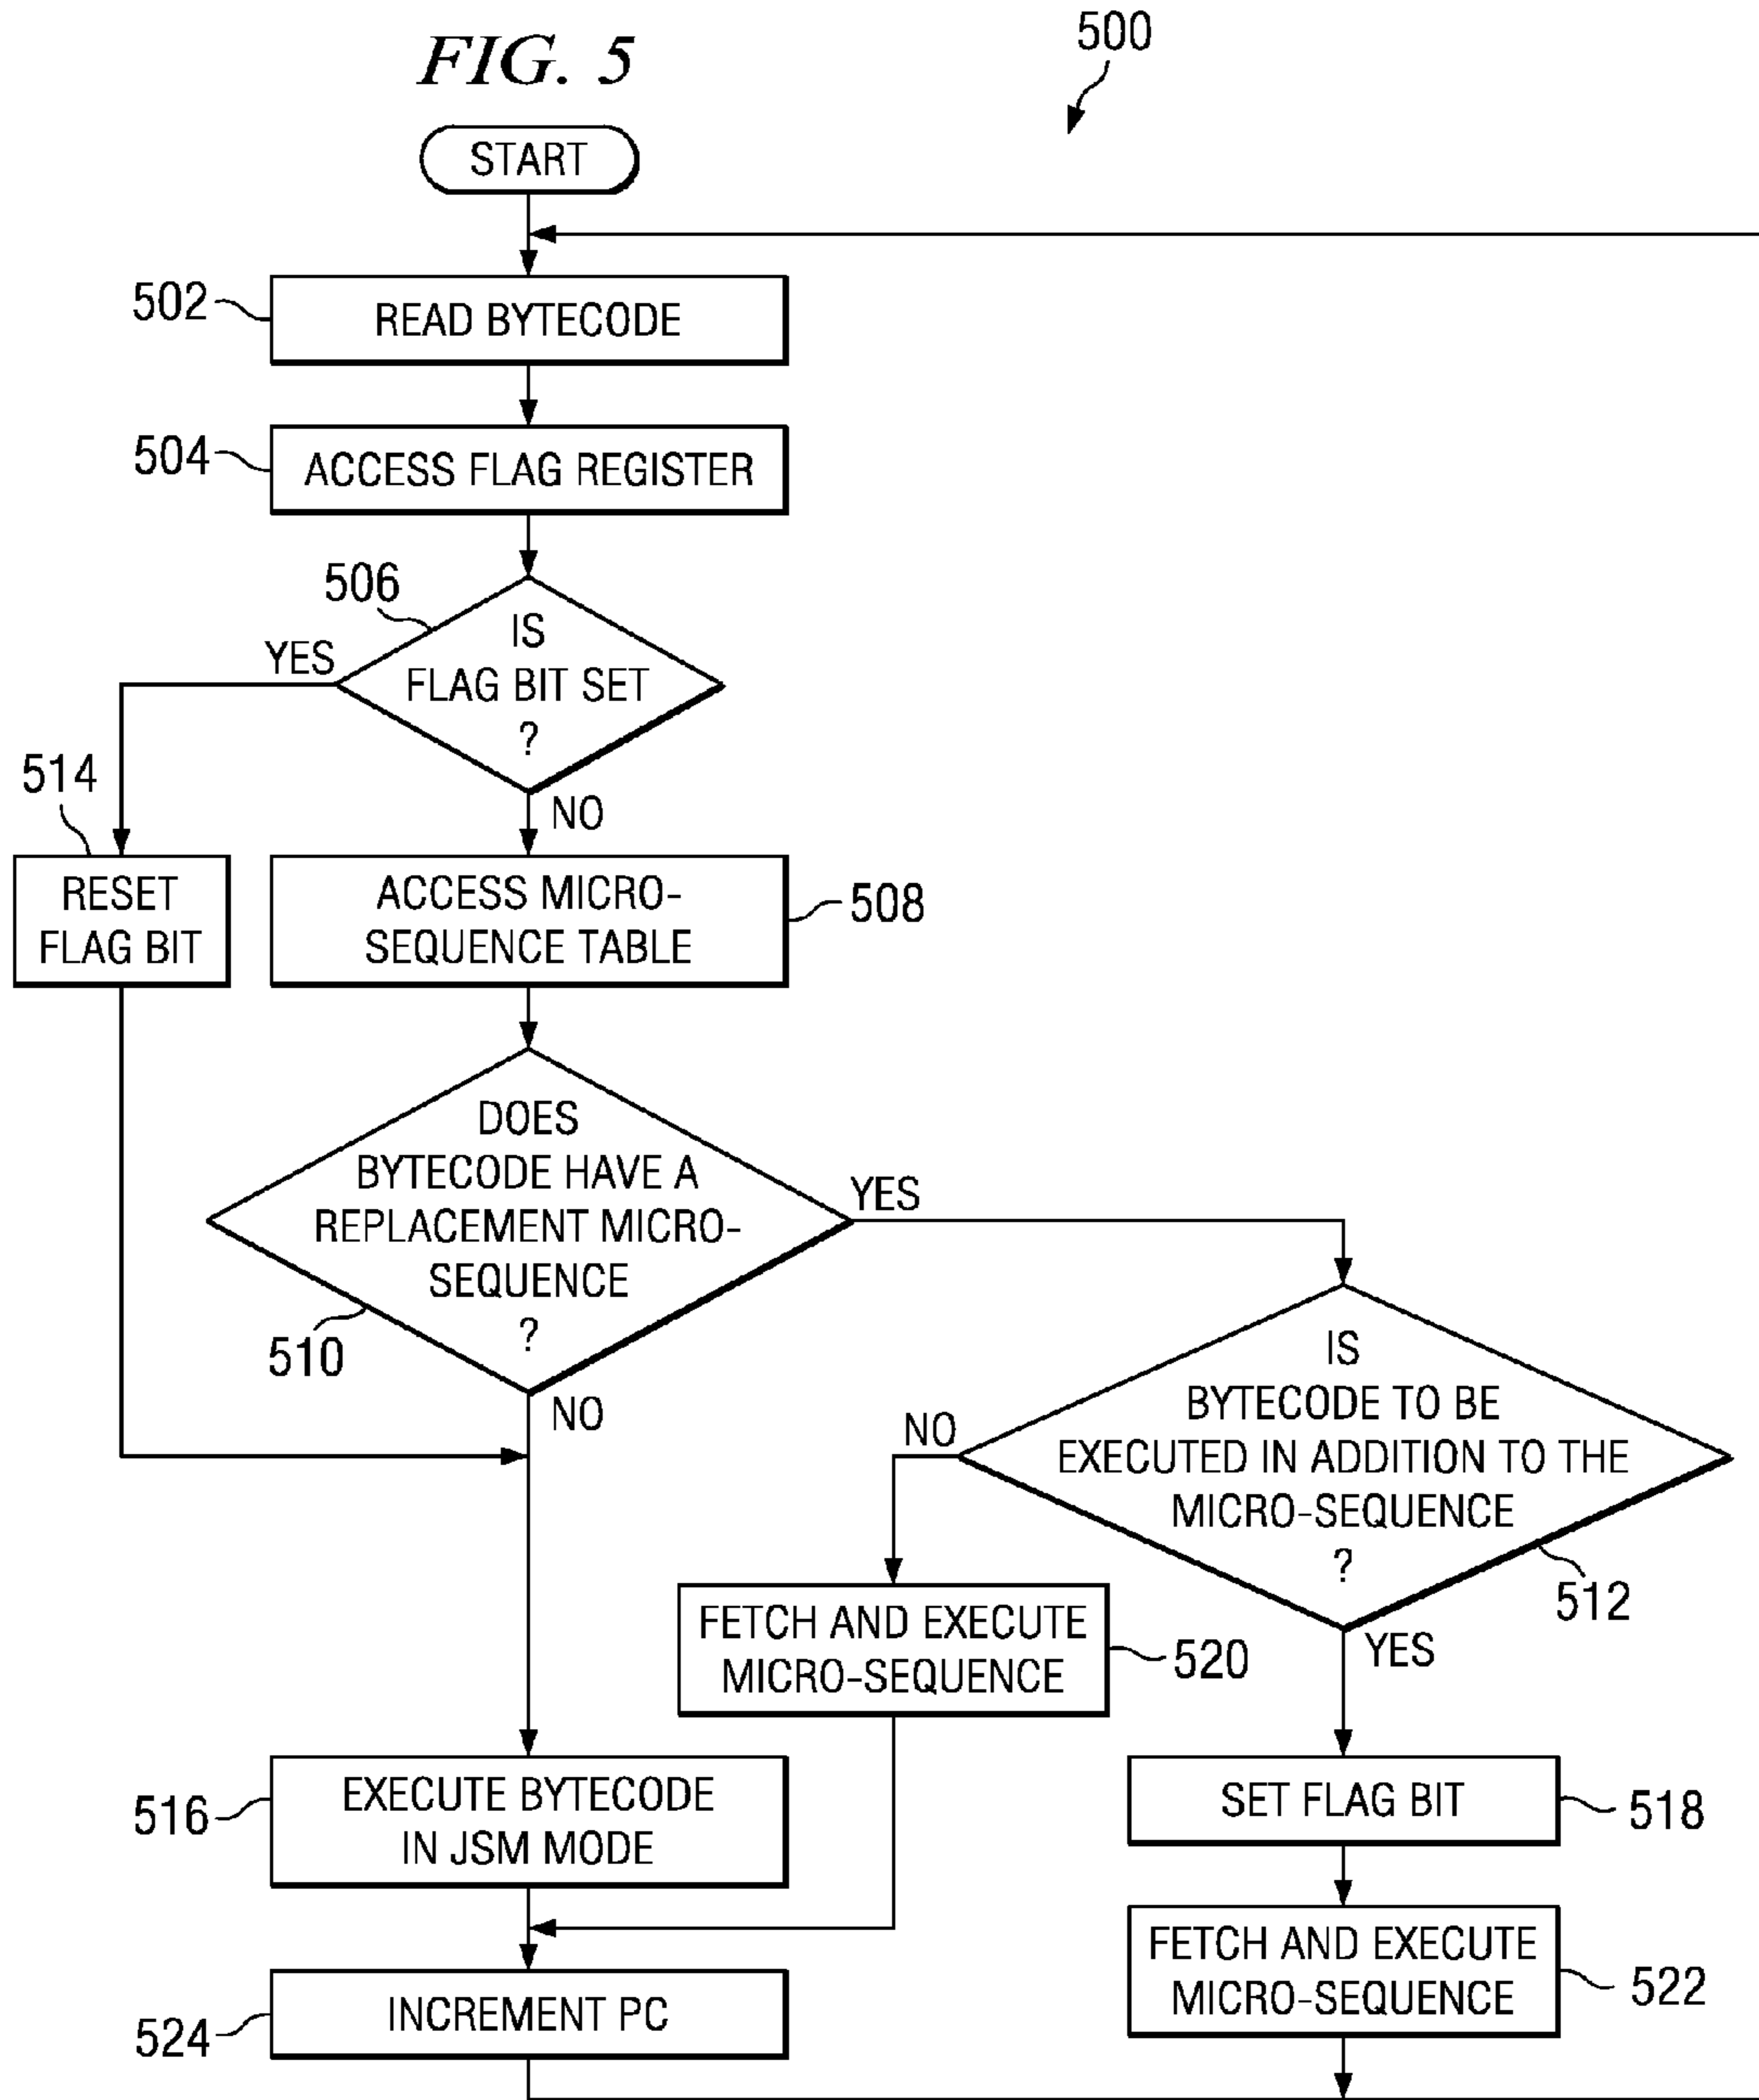 FIG. 5
500
START
502
READ BYTECODE
504
ACCESS FLAG REGISTER
506
IS
FLAG BIT SET
?
YES
NO
514
RESET
FLAG BIT
ACCESS MICRO-
SEQUENCE TABLE
508
DOES
BYTECODE HAVE A
REPLACEMENT MICRO-
SEQUENCE
?
YES
510
NO
IS
BYTECODE TO BE
EXECUTED IN ADDITION TO THE
MICRO-SEQUENCE
?
NO
512
YES
FETCH AND EXECUTE
MICRO-SEQUENCE
520
516
EXECUTE BYTECODE
IN JSM MODE
SET FLAG BIT
518
FETCH AND EXECUTE
MICRO-SEQUENCE
522
524
INCREMENT PC